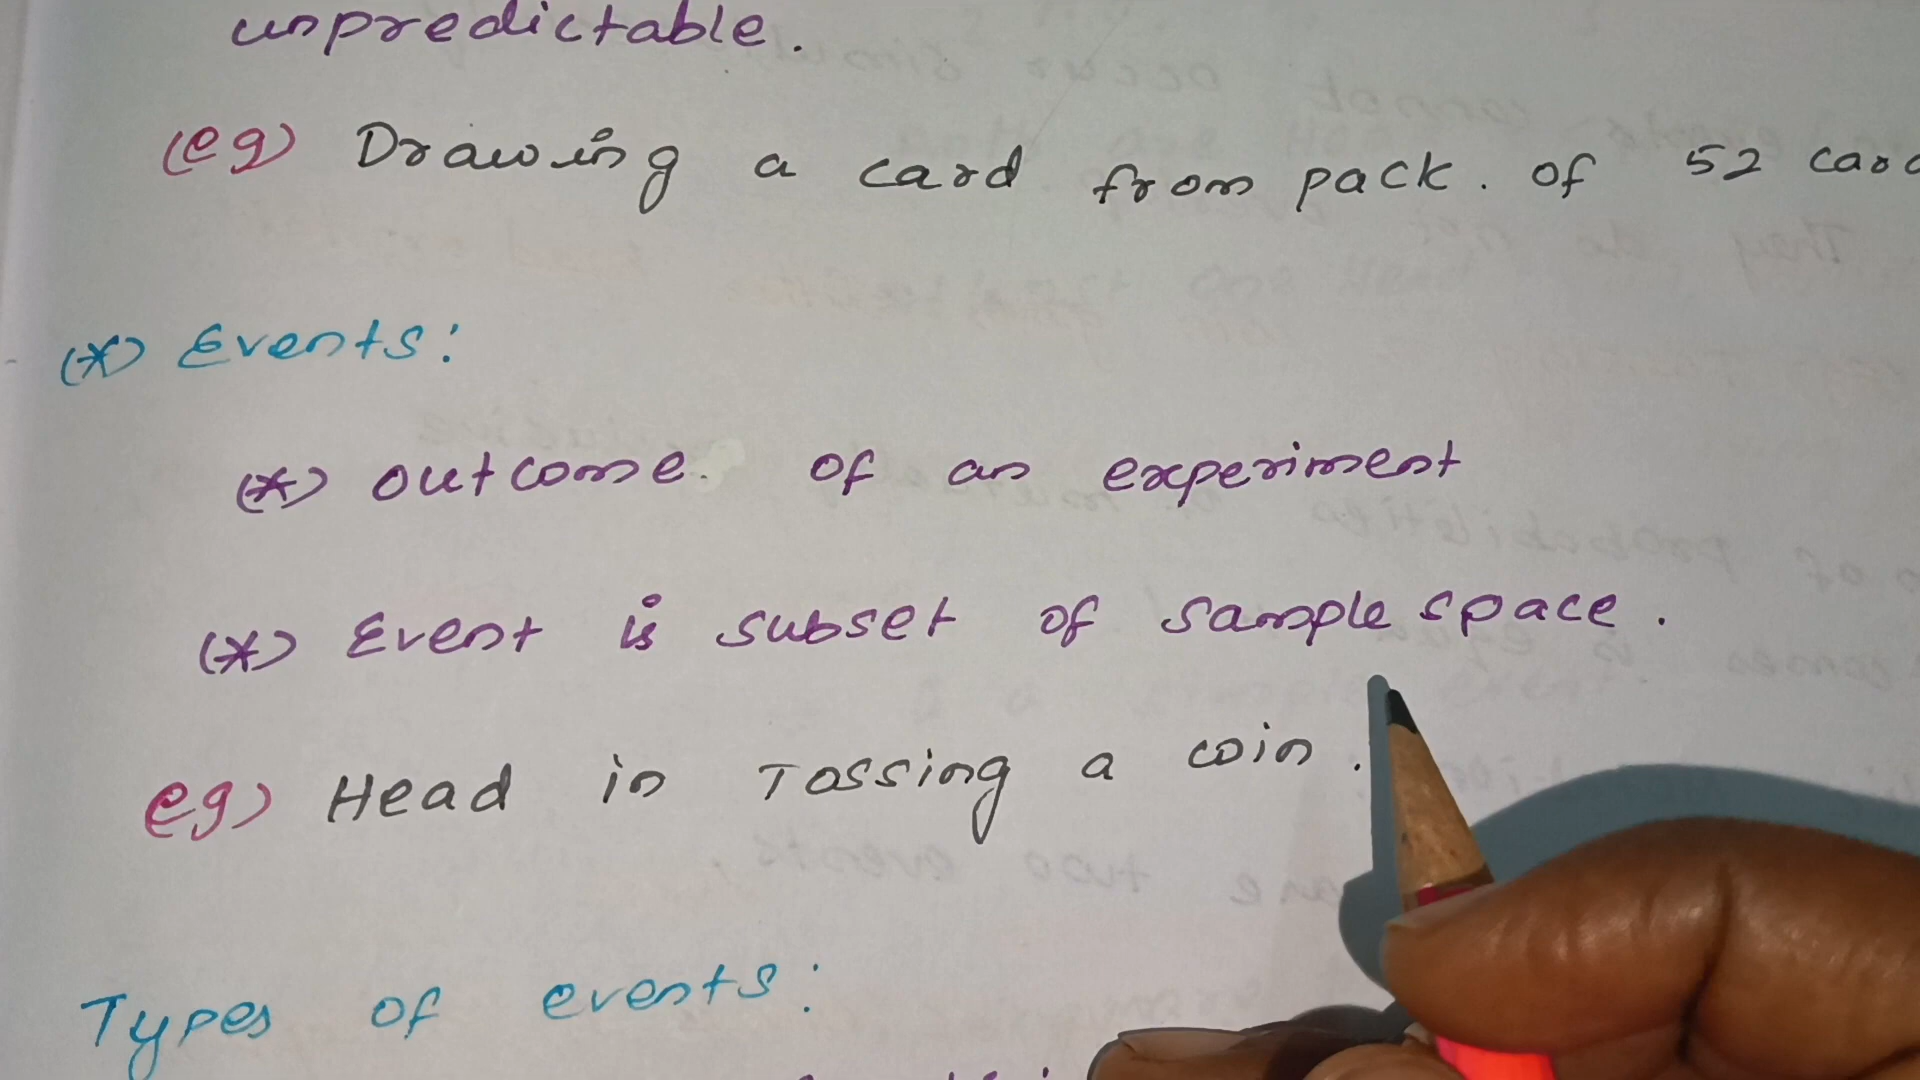 unpredictable.
(eg) Drawing a card from pack. of 52 card
(*) Events:
(*) outcome. of an experiment
(*) Event is subset of sample space.
eg) Head in Tossing a coin.
Types of events: